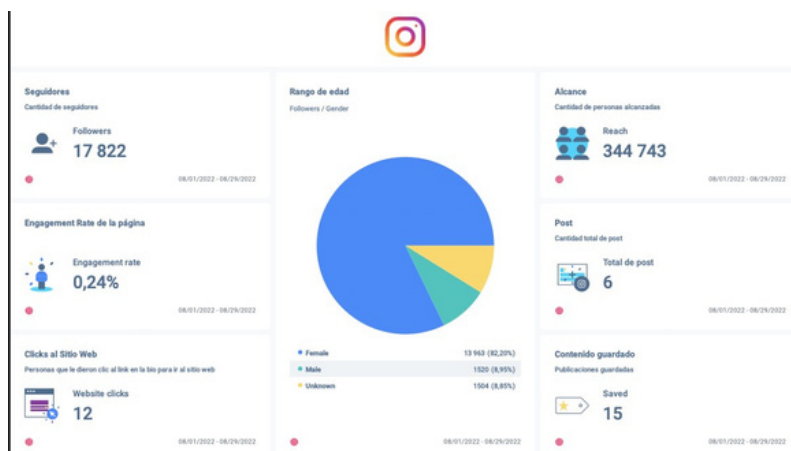 Seguidores
Cantidad de seguidores
Followers
17 822
08/01/2022 - 08/29/2022
Engagement Rate de la página
Engagement rate
0,24%
08/01/2022 - 08/29/2022
Clicks al Sitio Web
Personas que le dieron clic al link en la bio para ir al sitio web
Website clicks
12
08/01/2022 - 08/29/2022
Rango de edad
Followers / Gender
Female 13 963 (82,20%)
Male 1520 (8,95%)
Unknown 1504 (8,85%)
08/01/2022 - 08/29/2022
Alcance
Cantidad de personas alcanzadas
Reach
344 743
08/01/2022 - 08/29/2022
Post
Cantidad total de post
Total de post
6
08/01/2022 - 08/29/2022
Contenido guardado
Publicaciones guardadas
Saved
15
08/01/2022 - 08/29/2022